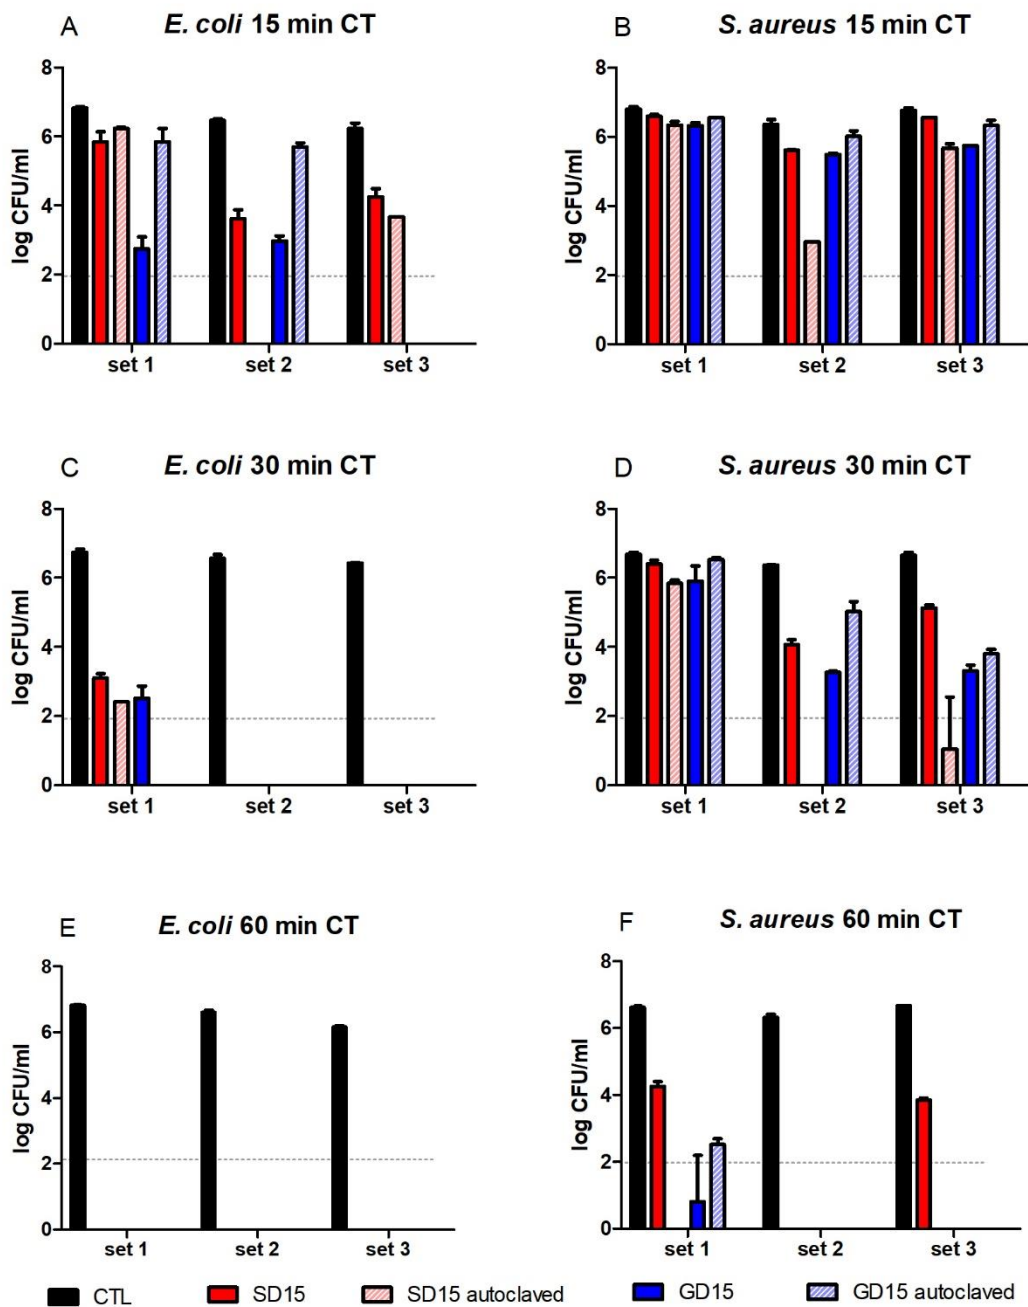 A E. coli 15 min CT
8
6
4
2
0
log CFU/ml
set 1 set 2 set 3
B S. aureus 15 min CT
8
6
4
2
0
log CFU/ml
set 1 set 2 set 3
C E. coli 30 min CT
8
6
4
2
0
log CFU/ml
set 1 set 2 set 3
D S. aureus 30 min CT
8
6
4
2
0
log CFU/ml
set 1 set 2 set 3
E E. coli 60 min CT
8
6
4
2
0
log CFU/ml
set 1 set 2 set 3
F S. aureus 60 min CT
8
6
4
2
0
log CFU/ml
set 1 set 2 set 3
CTL SD15 SD15 autoclaved GD15 GD15 autoclaved